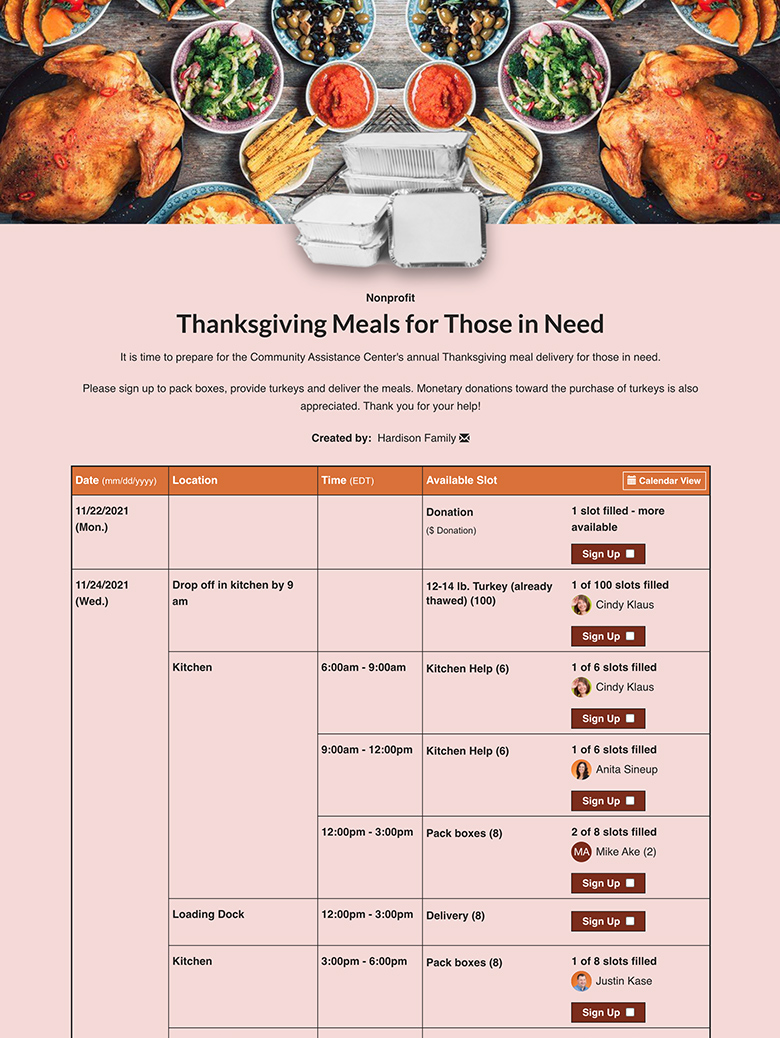 Nonprofit
Thanksgiving Meals for Those in Need
It is time to prepare for the Community Assistance Center's annual Thanksgiving meal delivery for those in need.
Please sign up to pack boxes, provide turkeys and deliver the meals. Monetary donations toward the purchase of turkeys is also
appreciated. Thank you for your help!
Created by: Hardison Family
Date (mm/dd/yyyy) Location Time (EDT) Available Slot Calendar View
11/22/2021
(Mon.)
Donation
($ Donation)
1 slot filled - more
available
Sign Up
11/24/2021
(Wed.)
Drop off in kitchen by 9
am
12-14 lb. Turkey (already
thawed) (100)
1 of 100 slots filled
Cindy Klaus
Sign Up
Kitchen
6:00am - 9:00am
Kitchen Help (6)
1 of 6 slots filled
Cindy Klaus
Sign Up
9:00am - 12:00pm
Kitchen Help (6)
1 of 6 slots filled
Anita Sineup
Sign Up
12:00pm - 3:00pm
Pack boxes (8)
2 of 8 slots filled
MA Mike Ake (2)
Sign Up
Loading Dock
12:00pm - 3:00pm
Delivery (8)
Sign Up
Kitchen
3:00pm - 6:00pm
Pack boxes (8)
1 of 8 slots filled
Justin Kase
Sign Up